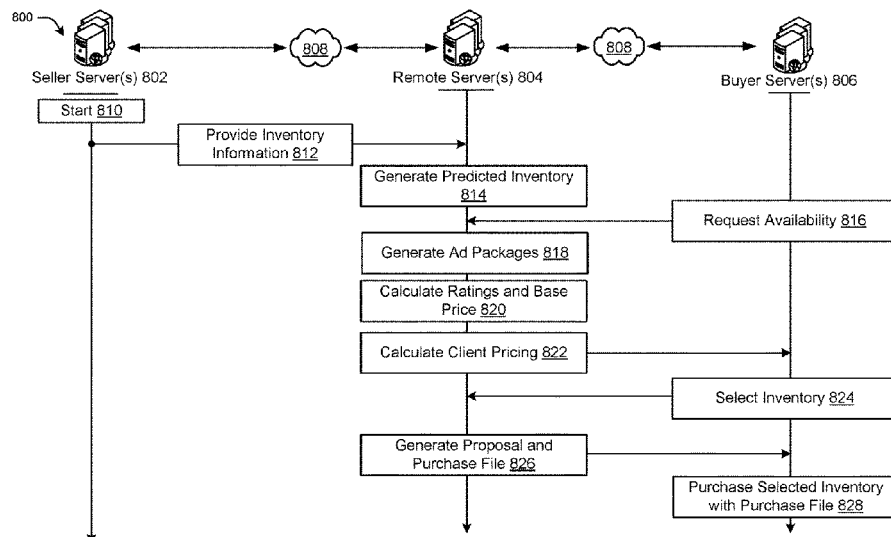 800
808
808
Seller Server(s) 802
Remote Server(s) 804
Buyer Server(s) 806
Start 810
Provide Inventory
Information 812
Generate Predicted Inventory
814
Request Availability 816
Generate Ad Packages 818
Calculate Ratings and Base
Price 820
Calculate Client Pricing 822
Select Inventory 824
Generate Proposal and
Purchase File 826
Purchase Selected Inventory
with Purchase File 828